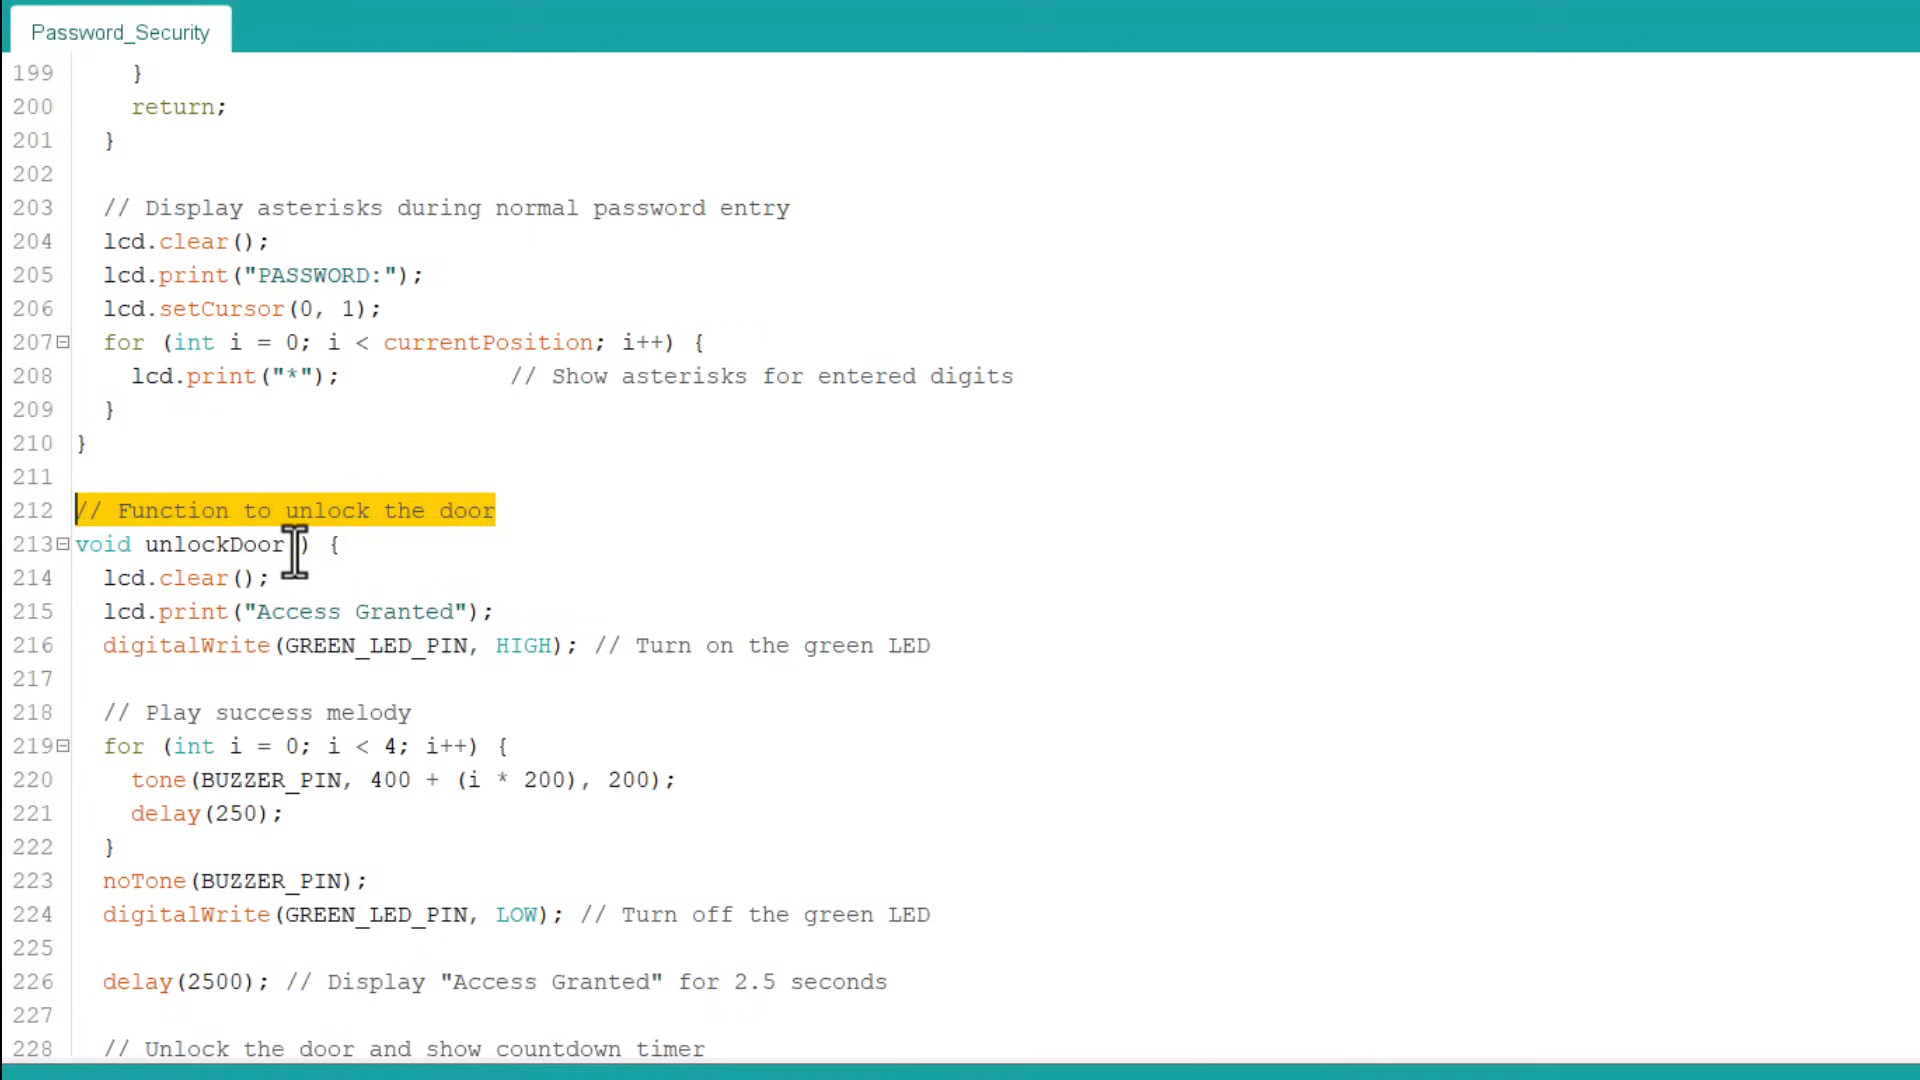 Password_Security
199 }
200 return;
201 }
202
203 // Display asterisks during normal password entry
204 lcd.clear();
205 lcd.print("PASSWORD:");
206 lcd.setCursor(0, 1);
207 for (int i = 0; i < currentPosition; i++) {
208 lcd.print("*"); // Show asterisks for entered digits
209 }
210 }
211
212 // Function to unlock the door
213 void unlockDoor() {
214 lcd.clear();
215 lcd.print("Access Granted");
216 digitalWrite(GREEN_LED_PIN, HIGH); // Turn on the green LED
217
218 // Play success melody
219 for (int i = 0; i < 4; i++) {
220 tone(BUZZER_PIN, 400 + (i * 200), 200);
221 delay(250);
222 }
223 noTone(BUZZER_PIN);
224 digitalWrite(GREEN_LED_PIN, LOW); // Turn off the green LED
225
226 delay(2500); // Display "Access Granted" for 2.5 seconds
227
228 // Unlock the door and show countdown timer